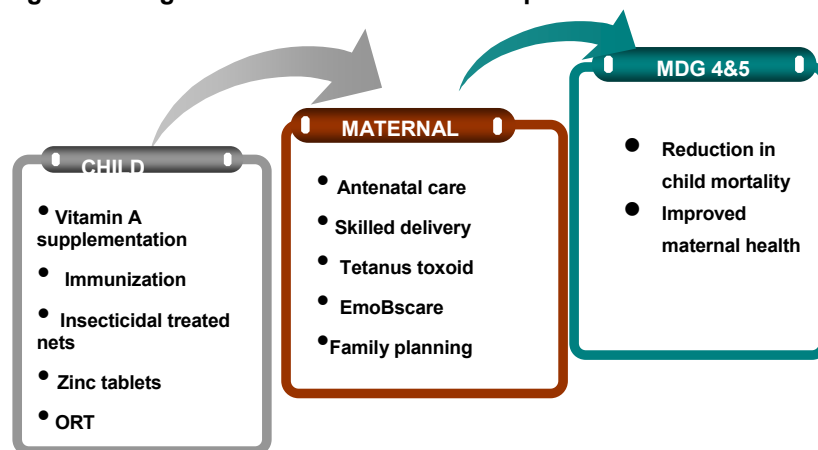 CHILD
• Vitamin A
supplementation
• Immunization
• Insecticidal treated
nets
• Zinc tablets
• ORT
MATERNAL
• Antenatal care
• Skilled delivery
• Tetanus toxoid
• EmoBscare
•Family planning
MDG 4&5
• Reduction in
child mortality
• Improved
maternal health